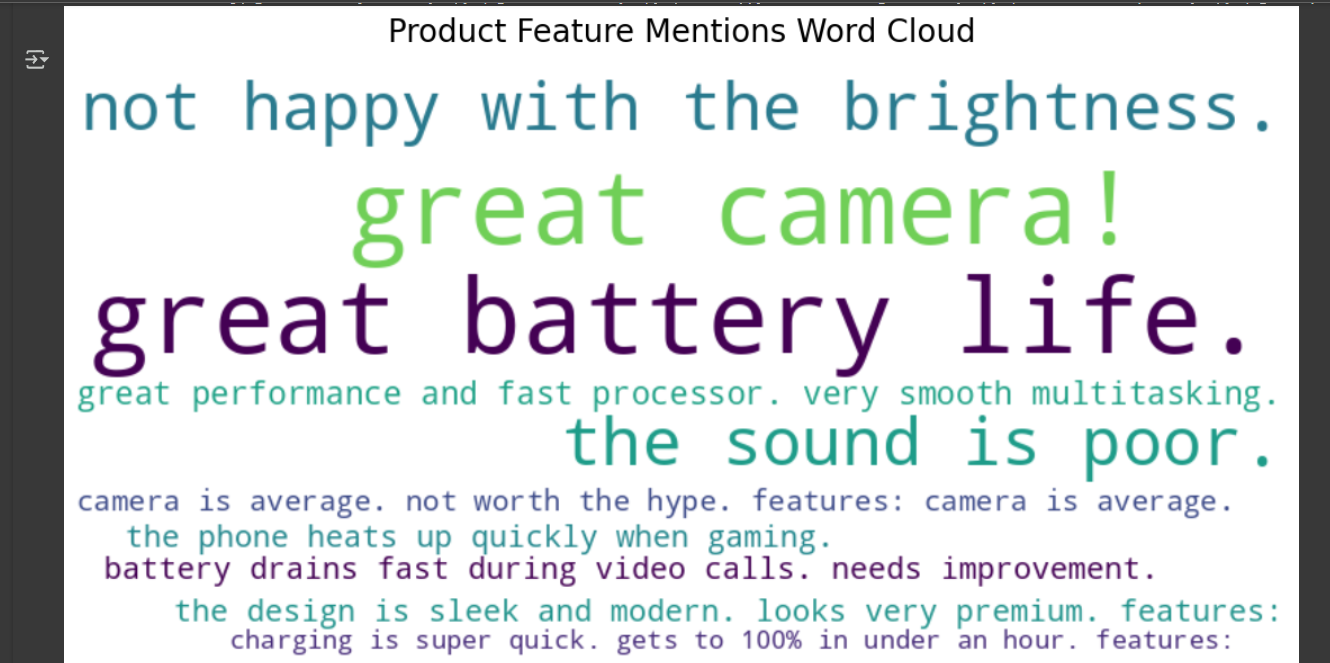 Product Feature Mentions Word Cloud
not happy with the brightness.
great camera!
great battery life.
great performance and fast processor. very smooth multitasking.
the sound is poor.
camera is average. not worth the hype. features: camera is average.
the phone heats up quickly when gaming.
battery drains fast during video calls. needs improvement.
the design is sleek and modern. looks very premium. features:
charging is super quick. gets to 100% in under an hour. features: